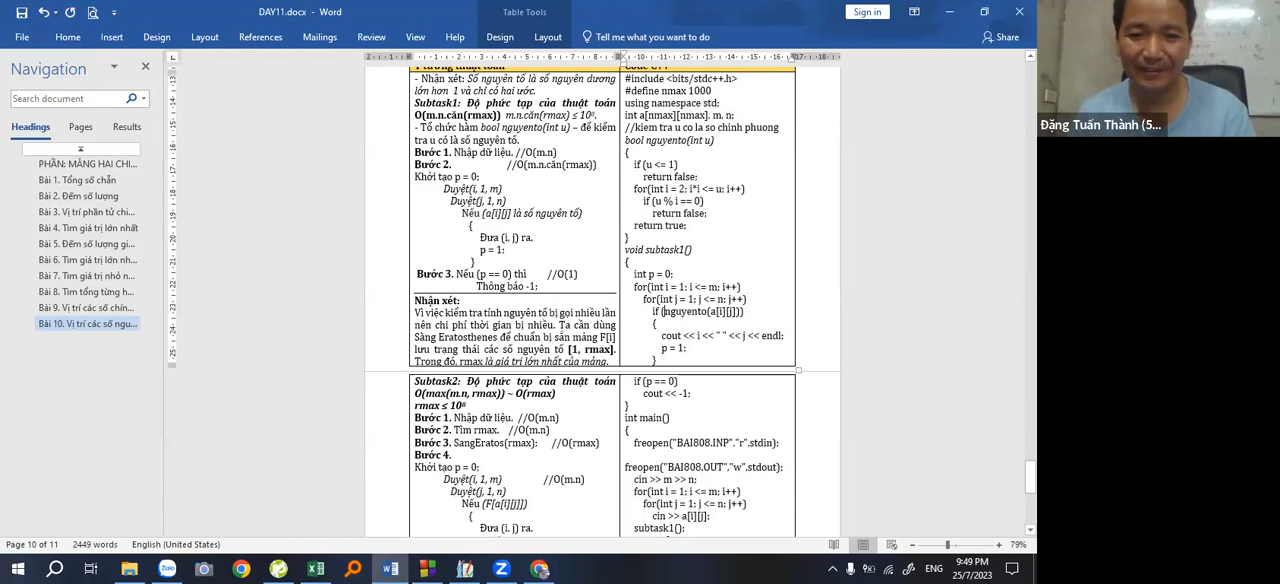 DAY11.docx - Word
Table Tools
Sign in
File
Home
Insert
Design
Layout
References
Mailings
Review
View
Help
Design
Layout
Tell me what you want to do
Share
Navigation
Search document
Headings
Pages
Results
PHẦN: MẢNG HAI CHI...
Bài 1. Tổng số chẵn
Bài 2. Đếm số lượng
Bài 3. Vị trí phần tử chi...
Bài 4. Tìm giá trị lớn nhất
Bài 5. Đếm số lượng gi...
Bài 6. Tìm giá trị lớn nh...
Bài 7. Tìm giá trị nhỏ n...
Bài 8. Tìm tổng từng h...
Bài 9. Vị trí các số chín...
Bài 10. Vị trí các số ngu...
- Nhận xét: Số nguyên tố là số nguyên dương
lớn hơn 1 và chỉ có hai ước.
Subtask1: Độ phức tạp của thuật toán
O(m.n.căn(rmax)) m.n.căn(rmax) ≤ 10⁸.
- Tổ chức hàm bool nguyento(int u) – để kiểm
tra u có là số nguyên tố.
Bước 1. Nhập dữ liệu. //O(m.n)
Bước 2. //O(m.n.căn(rmax))
Khởi tạo p = 0;
Duyệt(i, 1, m)
Duyệt(j, 1, n)
Nếu (a[i][j] là số nguyên tố)
{
Đưa (i, j) ra.
p = 1;
}
Bước 3. Nếu (p == 0) thì //O(1)
Thông báo -1;
Nhận xét:
Vì việc kiểm tra tính nguyên tố bị gọi nhiều lần
nên chi phí thời gian bị nhiều. Ta cần dùng
Sàng Eratosthenes để chuẩn bị sẵn mảng F[i]
lưu trạng thái các số nguyên tố [1, rmax].
Trong đó, rmax là giá trị lớn nhất của mảng.
Subtask2: Độ phức tạp của thuật toán
O(max(m.n, rmax)) ~ O(rmax)
rmax ≤ 10⁸
Bước 1. Nhập dữ liệu. //O(m.n)
Bước 2. Tìm rmax. //O(m.n)
Bước 3. SangEratos(rmax); //O(rmax)
Bước 4.
Khởi tạo p = 0;
Duyệt(i, 1, m) //O(m.n)
Duyệt(j, 1, n)
Nếu (F[a[i][j]])
{
Đưa (i, j) ra.
#include <bits/stdc++.h>
#define nmax 1000
using namespace std;
int a[nmax][nmax], m, n;
//kiem tra u co la so chinh phuong
bool nguyento(int u)
{
if (u <= 1)
return false;
for(int i = 2; i*i <= u; i++)
if (u % i == 0)
return false;
return true;
}
void subtask1()
{
int p = 0;
for(int i = 1; i <= m; i++)
for(int j = 1; j <= n; j++)
if (nguyento(a[i][j]))
{
cout << i << " " << j << endl;
p = 1;
}
if (p == 0)
cout << -1;
}
int main()
{
freopen("BAI808.INP","r",stdin);
freopen("BAI808.OUT","w",stdout);
cin >> m >> n;
for(int i = 1; i <= m; i++)
for(int j = 1; j <= n; j++)
cin >> a[i][j];
subtask1();
Đặng Tuấn Thành (5...
Page 10 of 11
2449 words
English (United States)
79%
Zalo
ENG
9:49 PM
25/7/2023